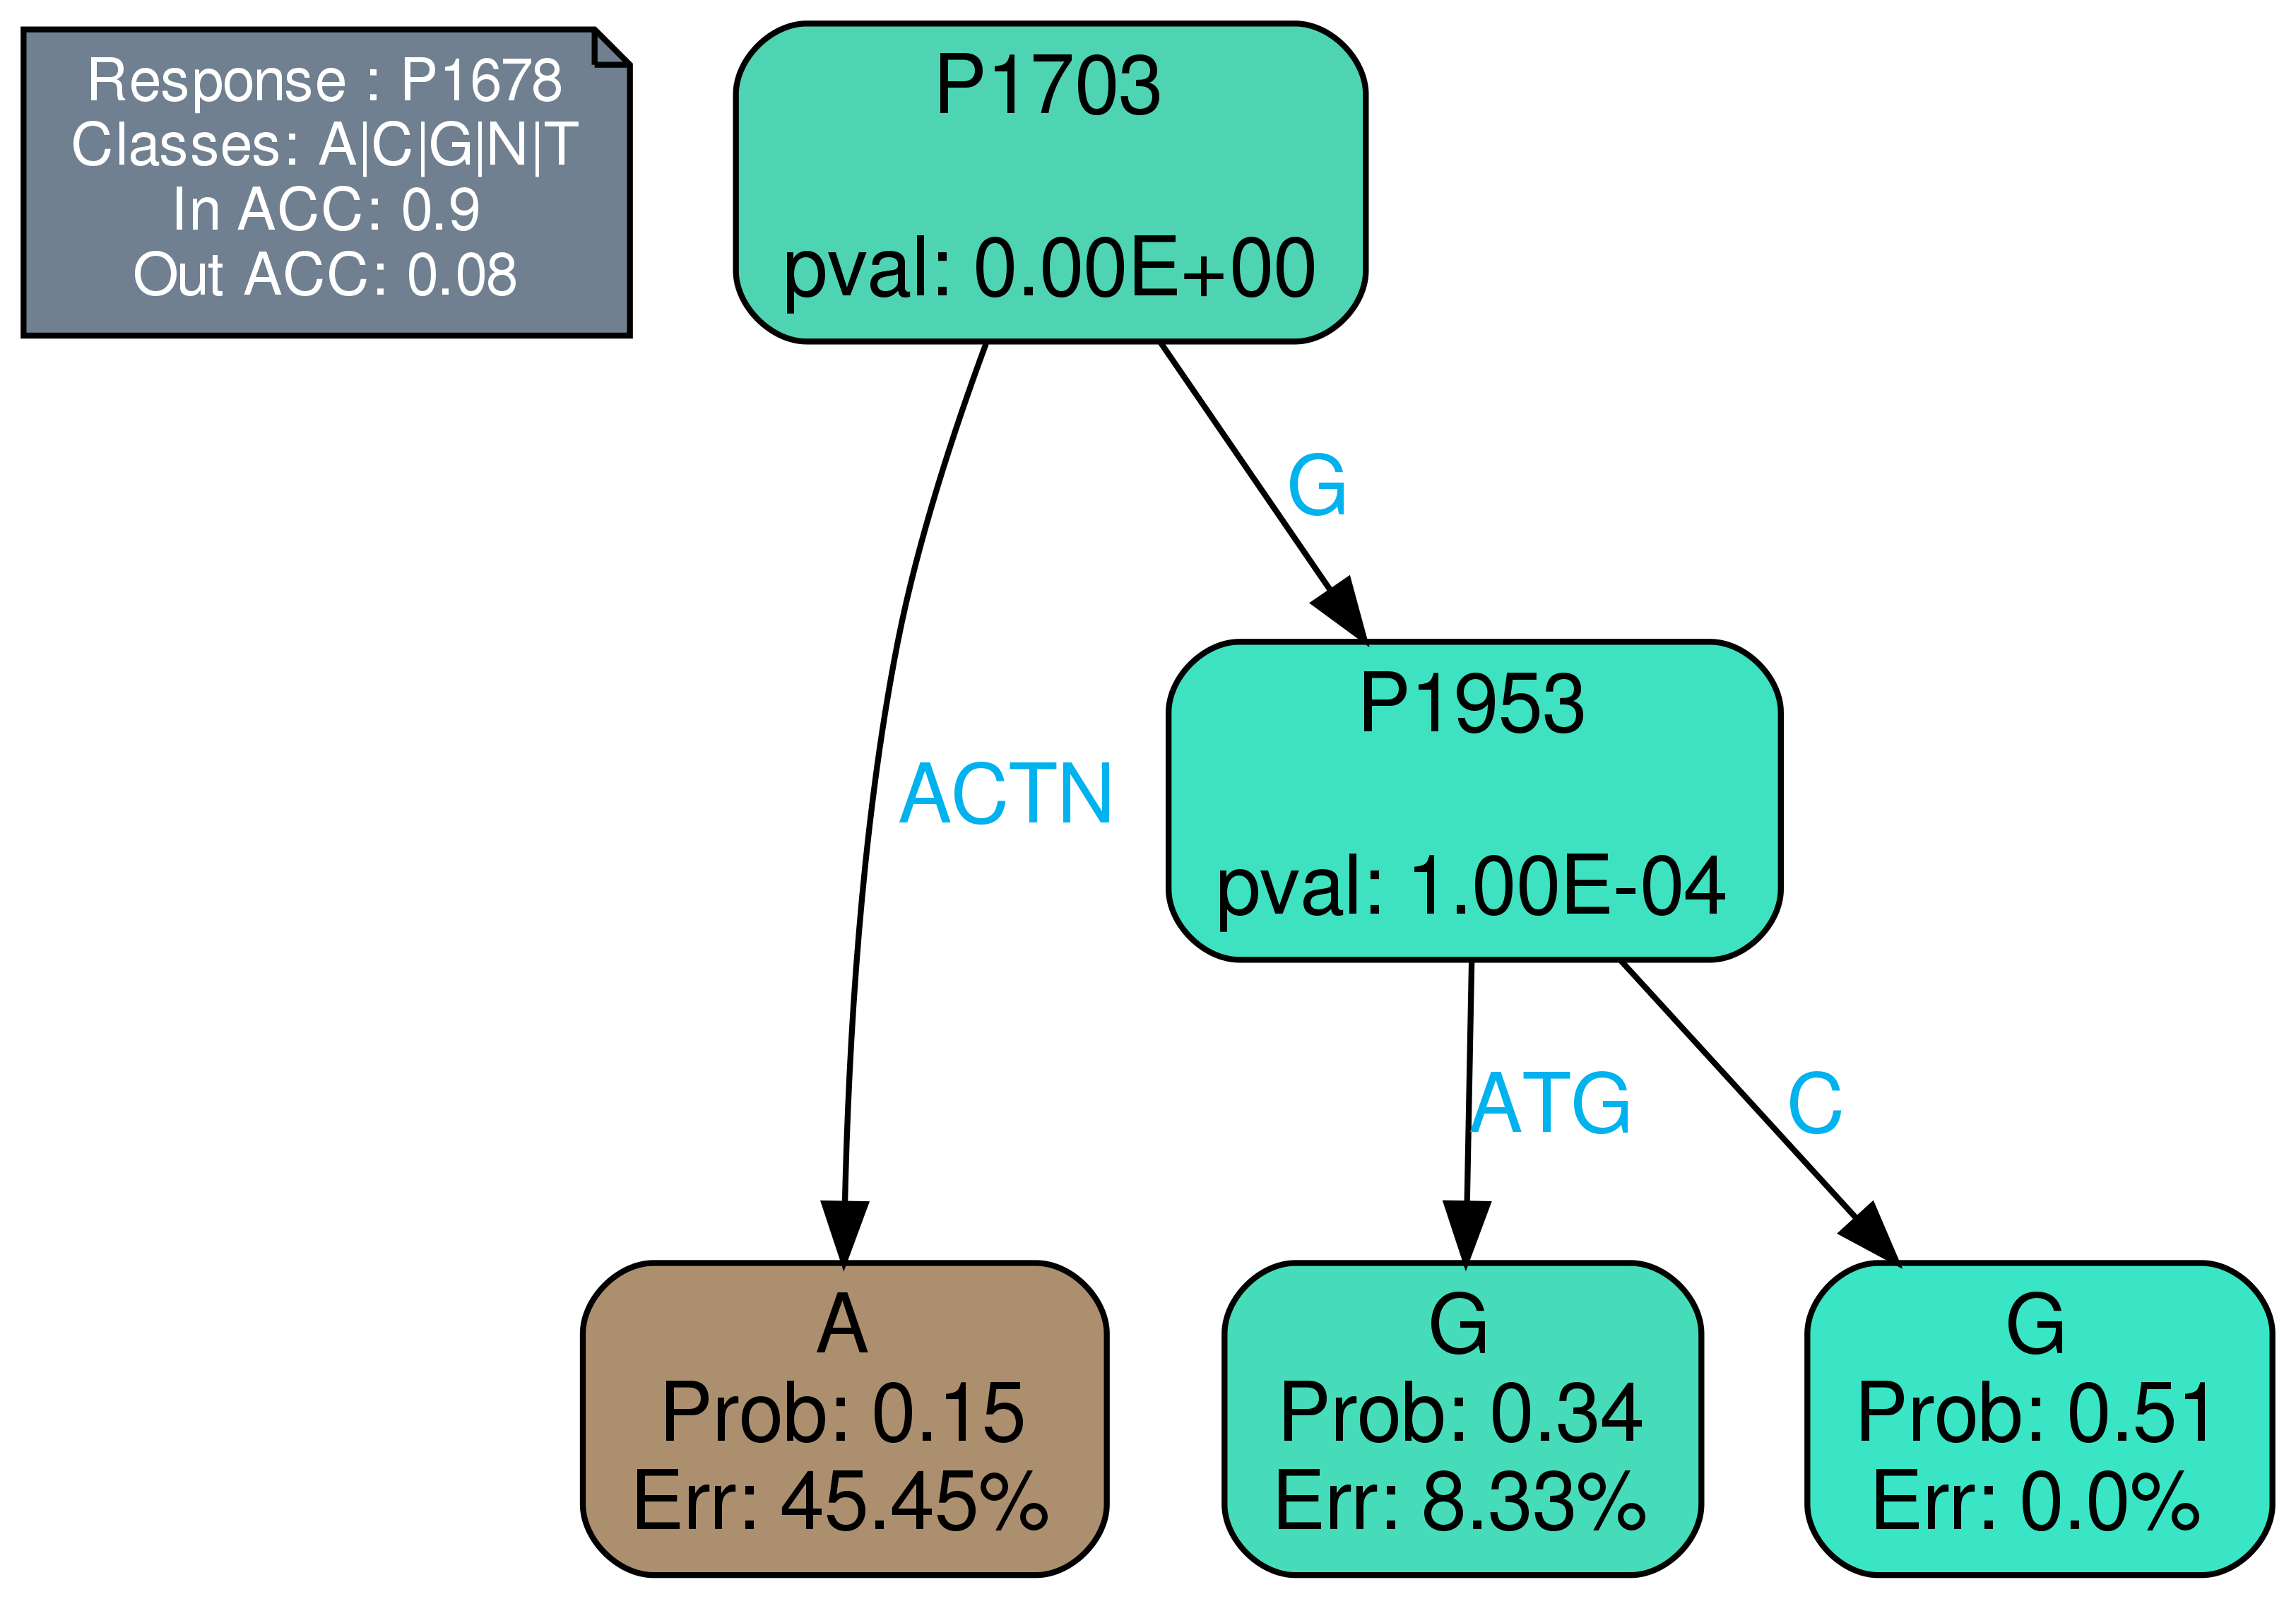 Response : P1678
Classes: A|C|G|N|T
In ACC: 0.9
Out ACC: 0.08
P1703
pval: 0.00E+00
G
P1953
pval: 1.00E-04
ACTN
ATG
C
A
Prob: 0.15
Err: 45.45%
G
Prob: 0.34
Err: 8.33%
G
Prob: 0.51
Err: 0.0%